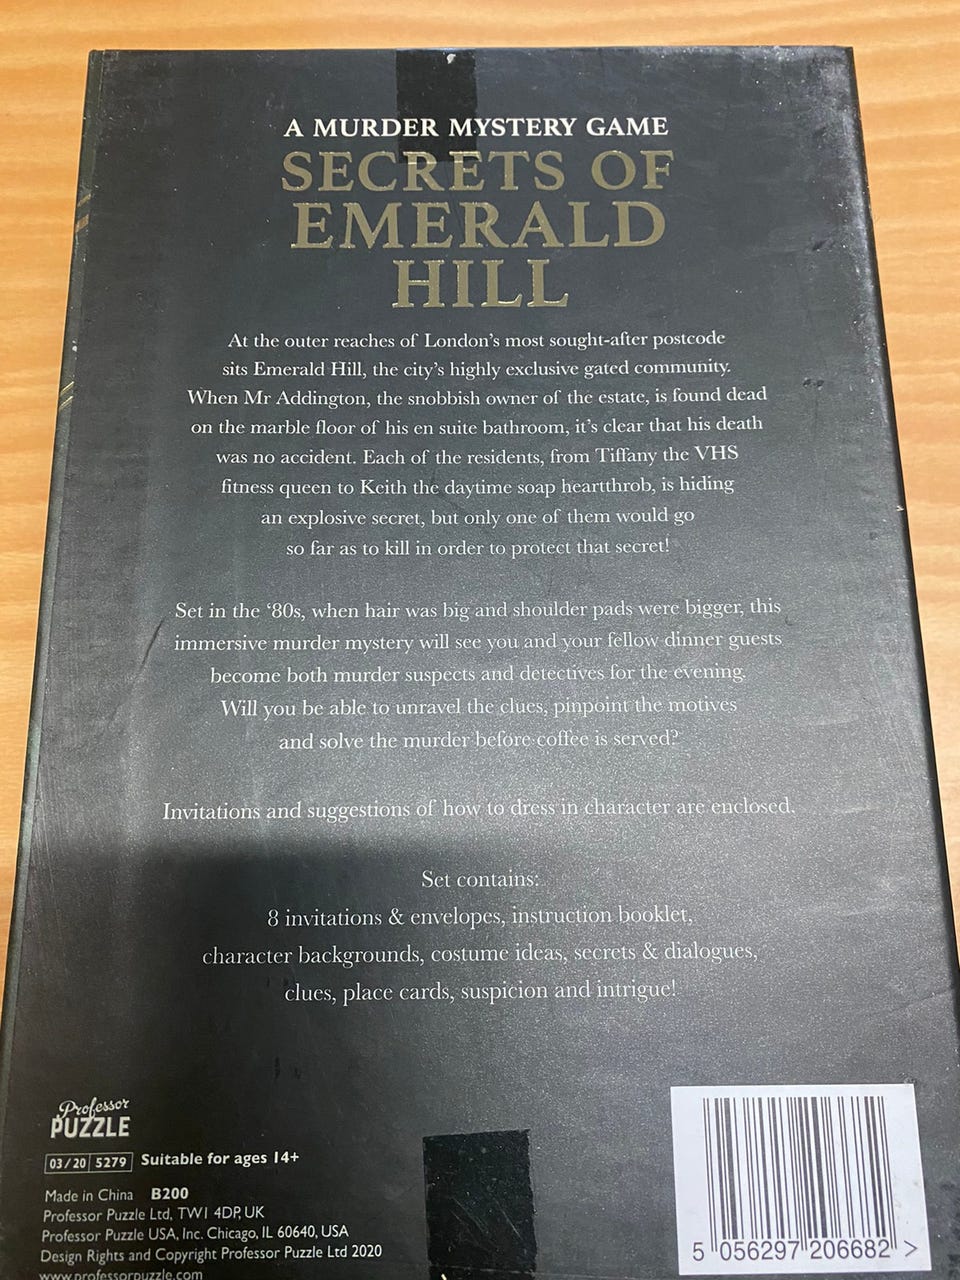 A MURDER MYSTERY GAME
SECRETS OF
EMERALD
HILL
At the outer reaches of London's most sought-after postcode
sits Emerald Hill, the city's highly exclusive gated community.
When Mr Addington, the snobbish owner of the estate, is found dead
on the marble floor of his en suite bathroom, it's clear that his death
was no accident. Each of the residents, from Tiffany the VHS
fitness queen to Keith the daytime soap heartthrob, is hiding
an explosive secret, but only one of them would go
so far as to kill in order to protect that secret!
Set in the '80s, when hair was big and shoulder pads were bigger, this
immersive murder mystery will see you and your fellow dinner guests
become both murder suspects and detectives for the evening.
Will you be able to unravel the clues, pinpoint the motives
and solve the murder before coffee is served?
Invitations and suggestions of how to dress in character are enclosed.
Set contains:
8 invitations & envelopes, instruction booklet,
character backgrounds, costume ideas, secrets & dialogues,
clues, place cards, suspicion and intrigue!
Professor
PUZZLE
03/20 5279 Suitable for ages 14+
Made in China B200
Professor Puzzle Ltd, TW1 4DP, UK
Professor Puzzle USA, Inc. Chicago, IL 60640, USA
Design Rights and Copyright Professor Puzzle Ltd 2020
www.professorpuzzle.com
5 056297 206682 >